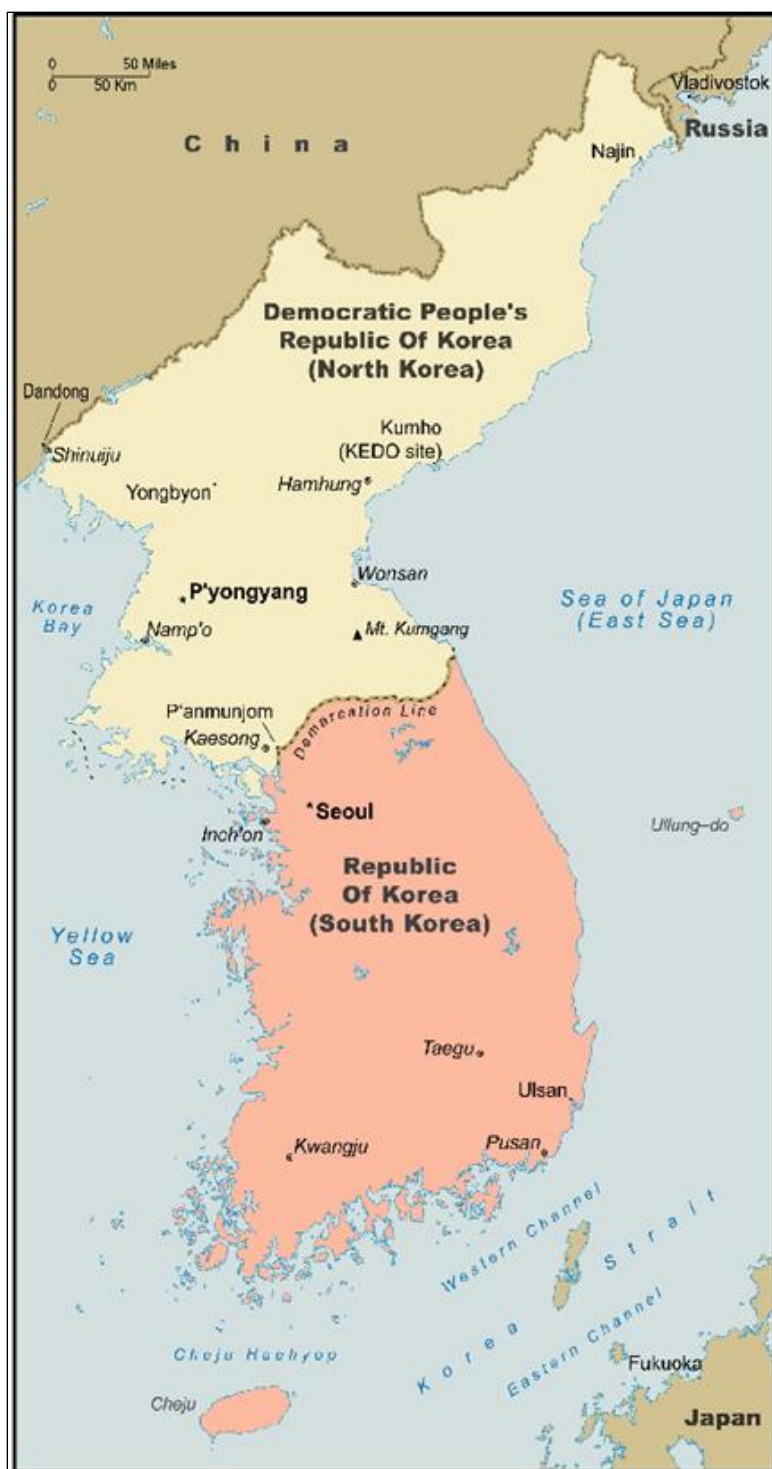 0 50 Miles
0 50 Km
Vladivostok
China
Russia
Najin
Democratic People's
Republic Of Korea
(North Korea)
Dandong
Shinuiju
Kumho
(KEDO site)
Yongbyon
Hamhung
Wonsan
P'yongyang
Korea
Bay
Sea of Japan
(East Sea)
Namp'o
Mt. Kumgang
P'anmunjom
Demarcation Line
Kaesong
Seoul
Inch'on
Ullung-do
Republic
Of Korea
(South Korea)
Yellow
Sea
Taegu
Ulsan
Kwangju
Pusan
Western Channel
Korea Strait
Eastern Channel
Cheju Haehyop
Fukuoka
Cheju
Japan